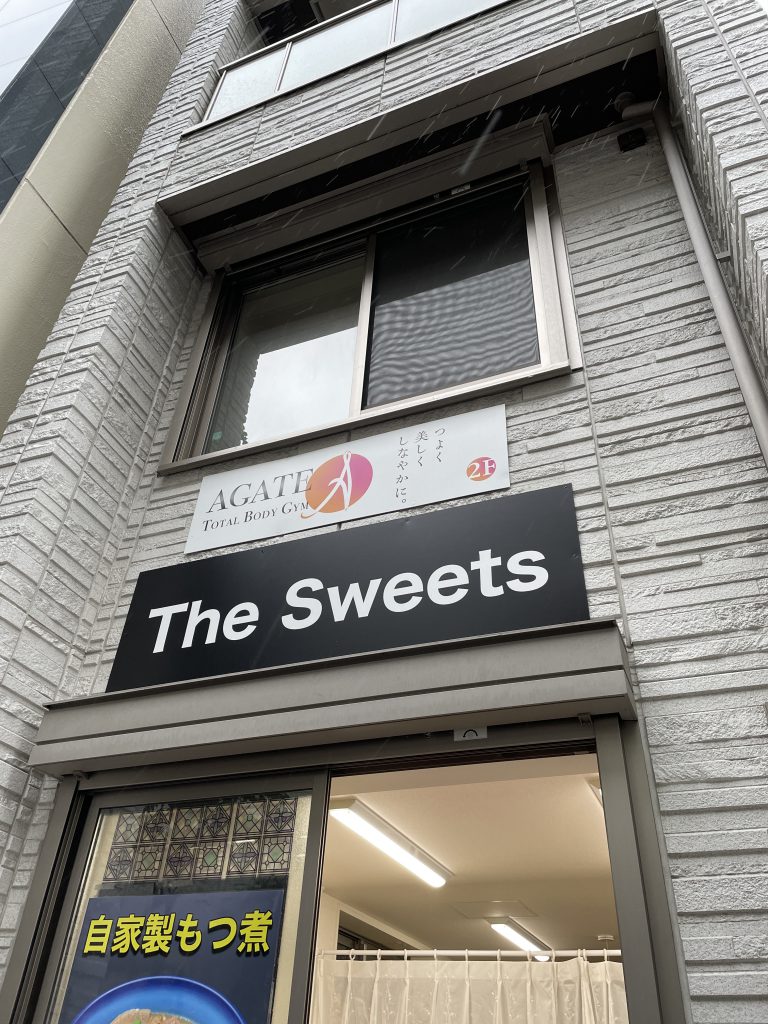 AGATE
TOTAL BODY GYM
つよく
美しく
しなやかに。
2F
The Sweets
自家製もつ煮